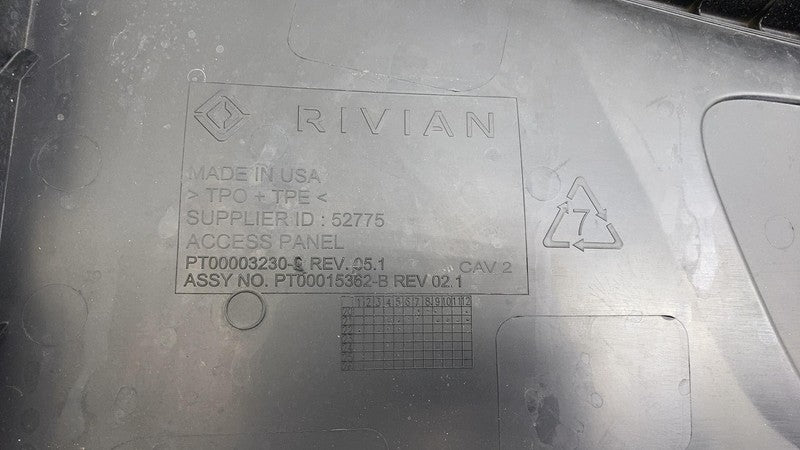 RIVIAN
MADE IN USA
> TPO + TPE <
SUPPLIER ID : 52775
ACCESS PANEL
PT00003230- REV. 05.1 CAV 2
ASSY NO. PT00015362-B REV 02.1
7
1 2 3 4 5 6 7 8 9 10 11 12